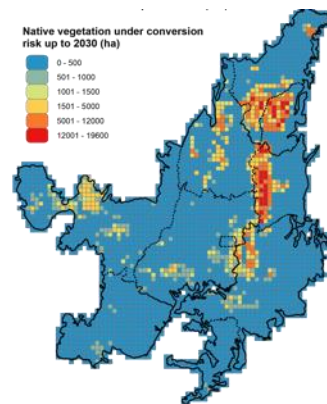 Native vegetation under conversion
risk up to 2030 (ha)
0 - 500
501 - 1000
1001 - 1500
1501 - 5000
5001 - 12000
12001 - 19600